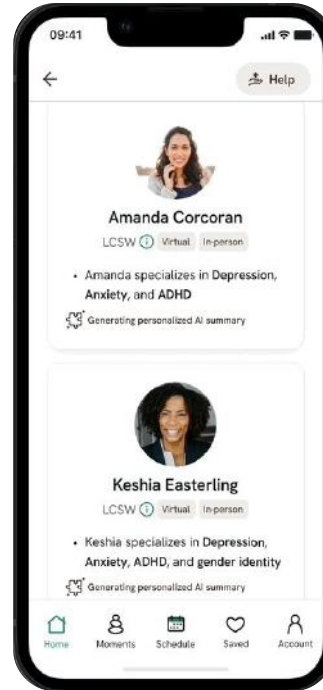 09:41
Help
Amanda Corcoran
LCSW Virtual In-person
• Amanda specializes in Depression,
Anxiety, and ADHD
Generating personalized AI summary
Keshia Easterling
LCSW Virtual In-person
• Keshia specializes in Depression,
Anxiety, ADHD, and gender identity
Generating personalized AI summary
Home Moments Schedule Saved Account